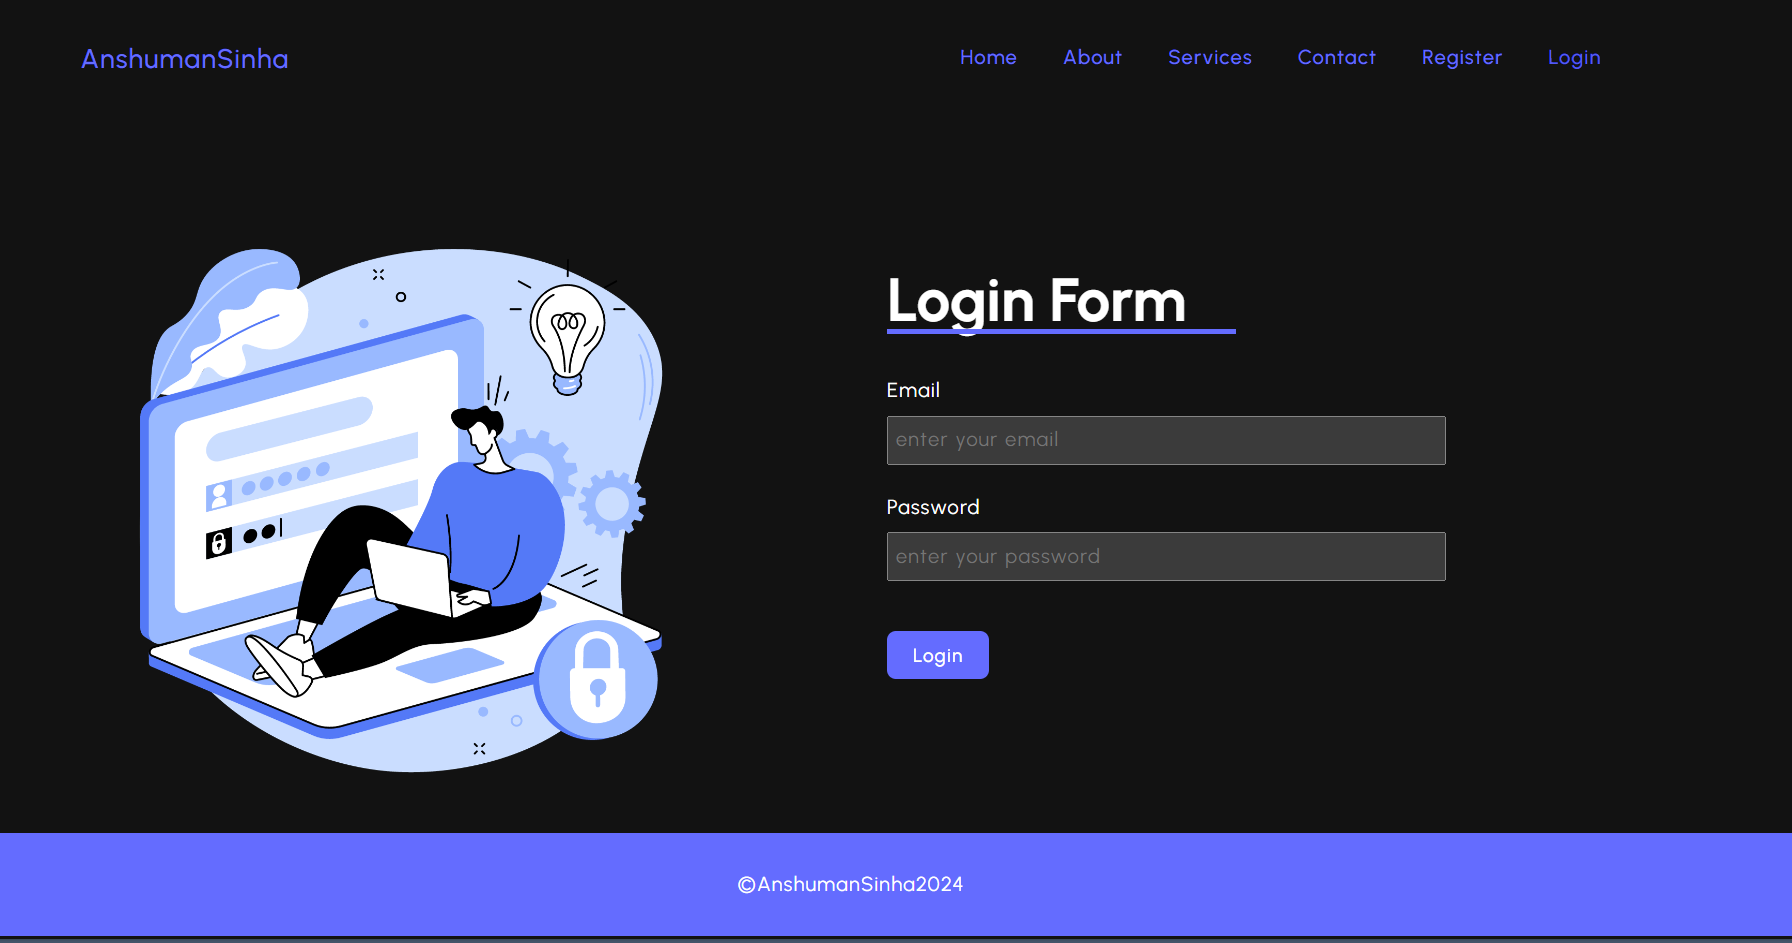 AnshumanSinha
Home About Services Contact Register Login
Login Form
Email
enter your email
Password
enter your password
Login
©AnshumanSinha2024